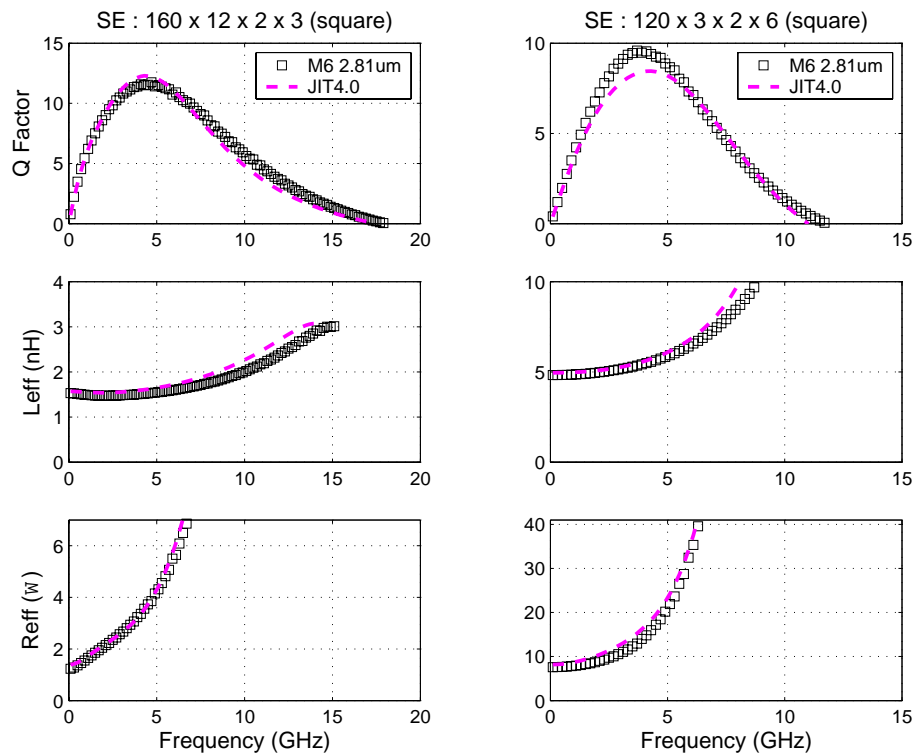 SE : 160 x 12 x 2 x 3 (square)
15
10
5
0
Q Factor
M6 2.81um
JIT4.0
0 5 10 15 20
SE : 120 x 3 x 2 x 6 (square)
10
5
0
M6 2.81um
JIT4.0
0 5 10 15
4
3
2
1
0
Leff (nH)
0 5 10 15 20
10
5
0
0 5 10 15
6
4
2
0
Reff (w)
0 5 10 15 20
Frequency (GHz)
40
30
20
10
0
0 5 10 15
Frequency (GHz)